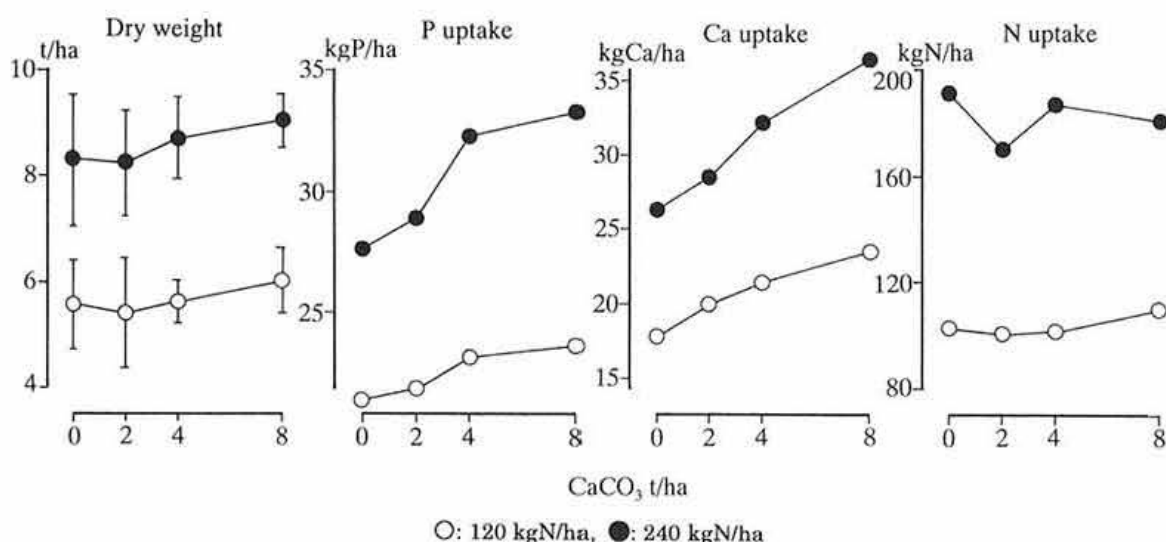 Dry weight
t/ha
10
8
6
4
0 2 4 8
P uptake
kgP/ha
35
30
25
0 2 4 8
Ca uptake
kgCa/ha
35
30
25
20
15
0 2 4 8
N uptake
kgN/ha
200
160
120
80
0 2 4 8
CaCO₃ t/ha
○: 120 kgN/ha, ●: 240 kgN/ha